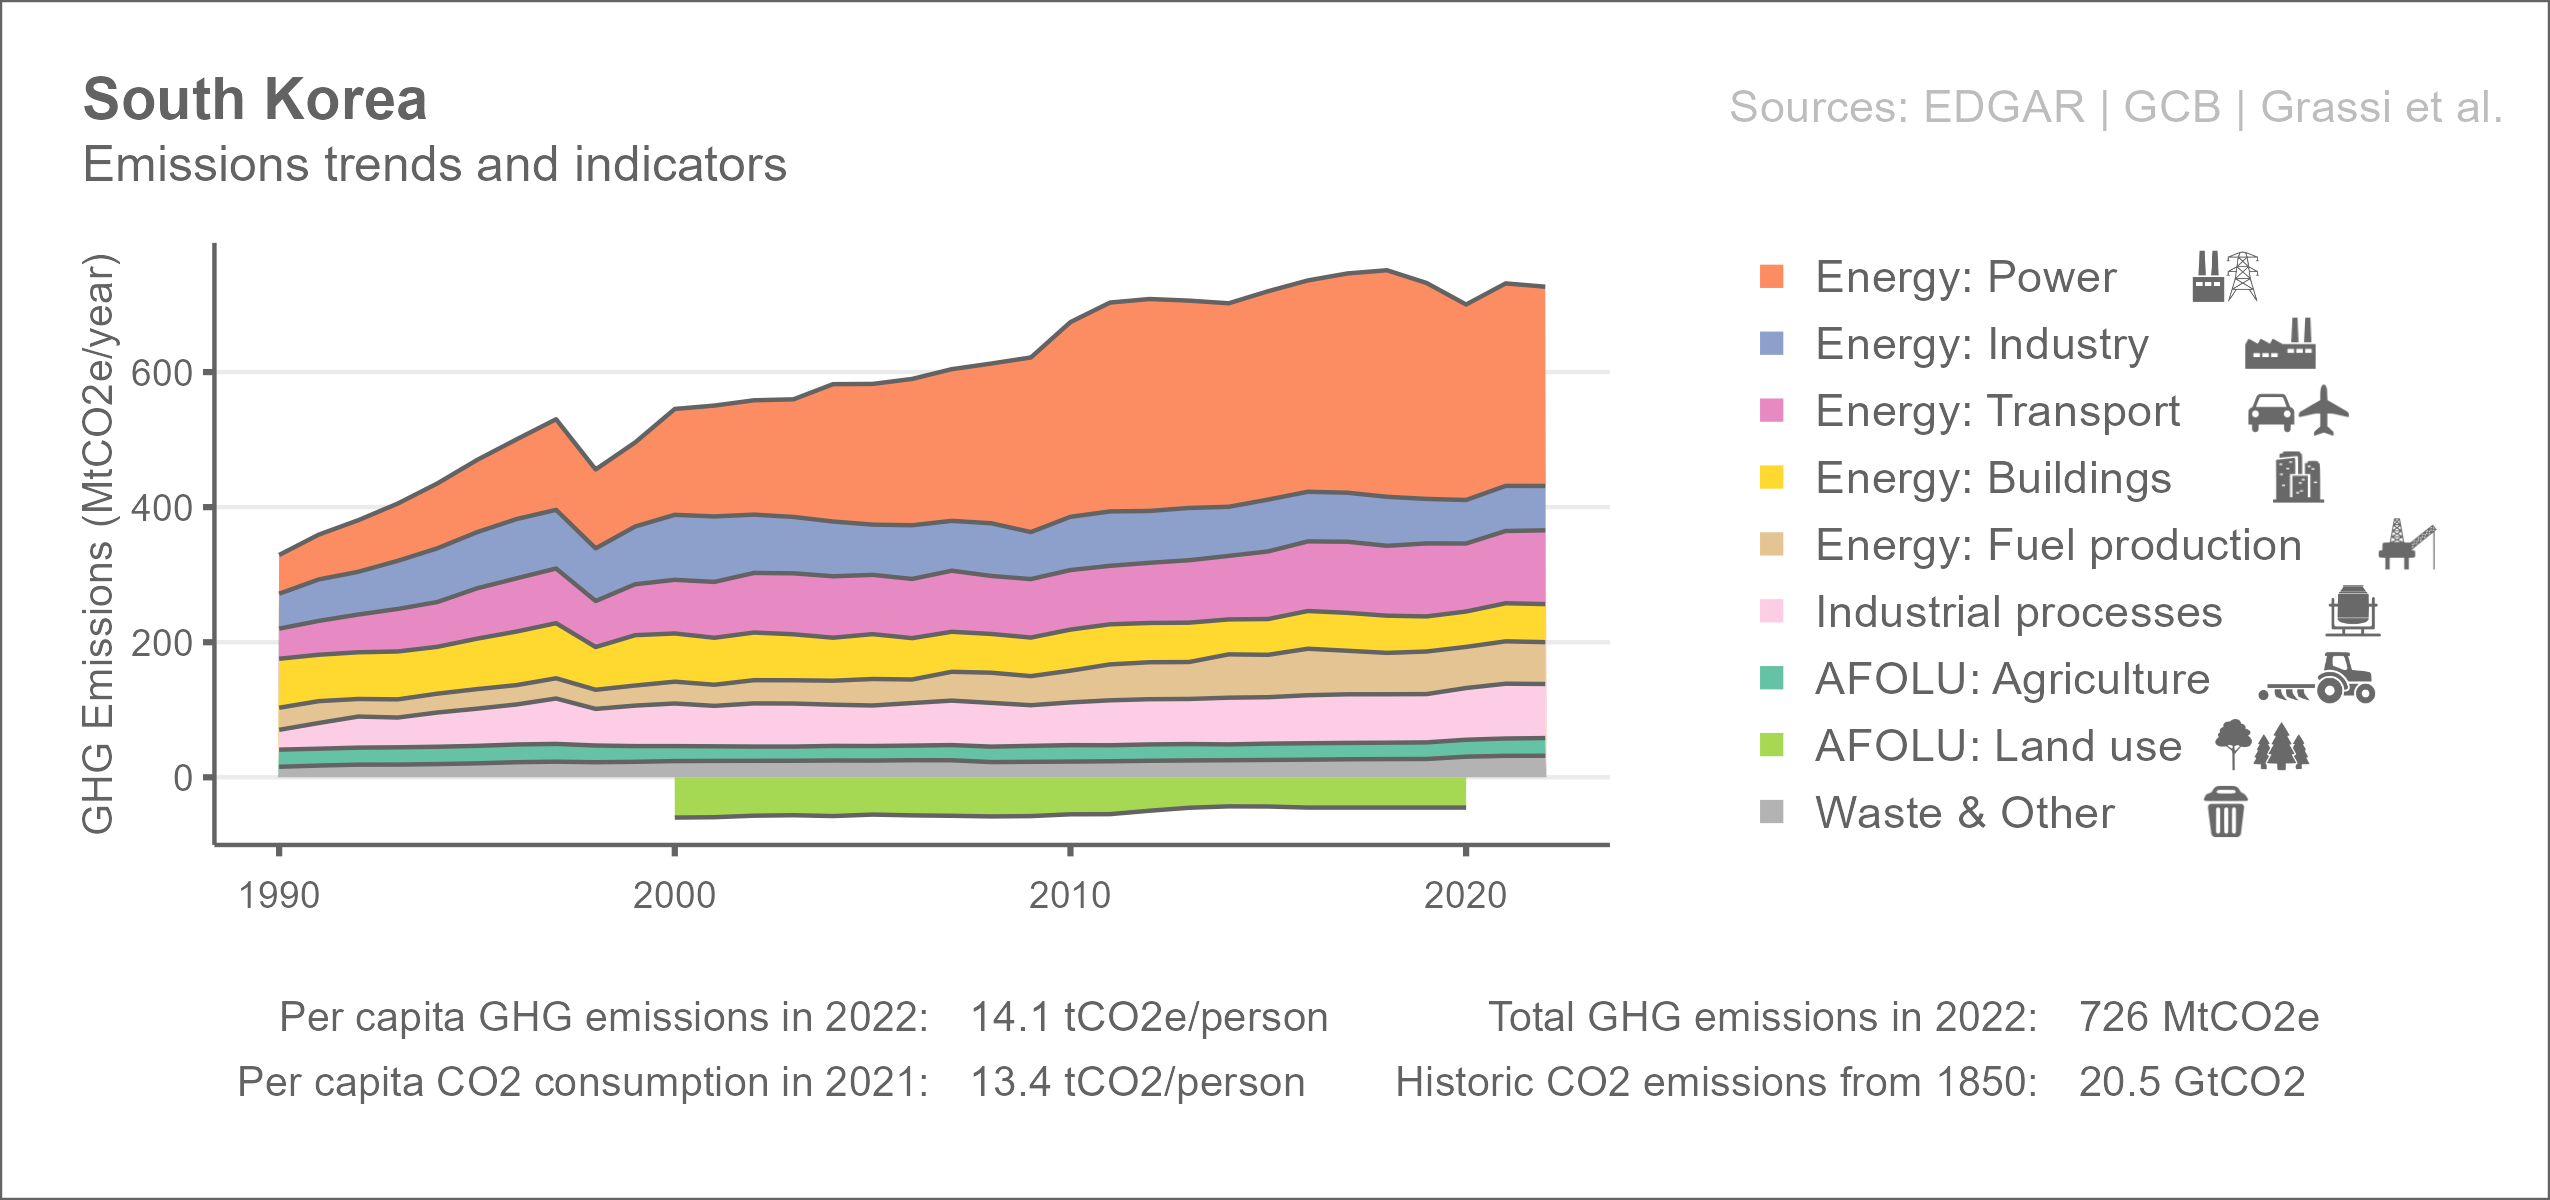 South Korea
Emissions trends and indicators
Sources: EDGAR | GCB | Grassi et al.
GHG Emissions (MtCO2e/year)
600
400
200
0
1990
2000
2010
2020
Energy: Power
Energy: Industry
Energy: Transport
Energy: Buildings
Energy: Fuel production
Industrial processes
AFOLU: Agriculture
AFOLU: Land use
Waste & Other
Per capita GHG emissions in 2022: 14.1 tCO2e/person
Total GHG emissions in 2022: 726 MtCO2e
Per capita CO2 consumption in 2021: 13.4 tCO2/person
Historic CO2 emissions from 1850: 20.5 GtCO2